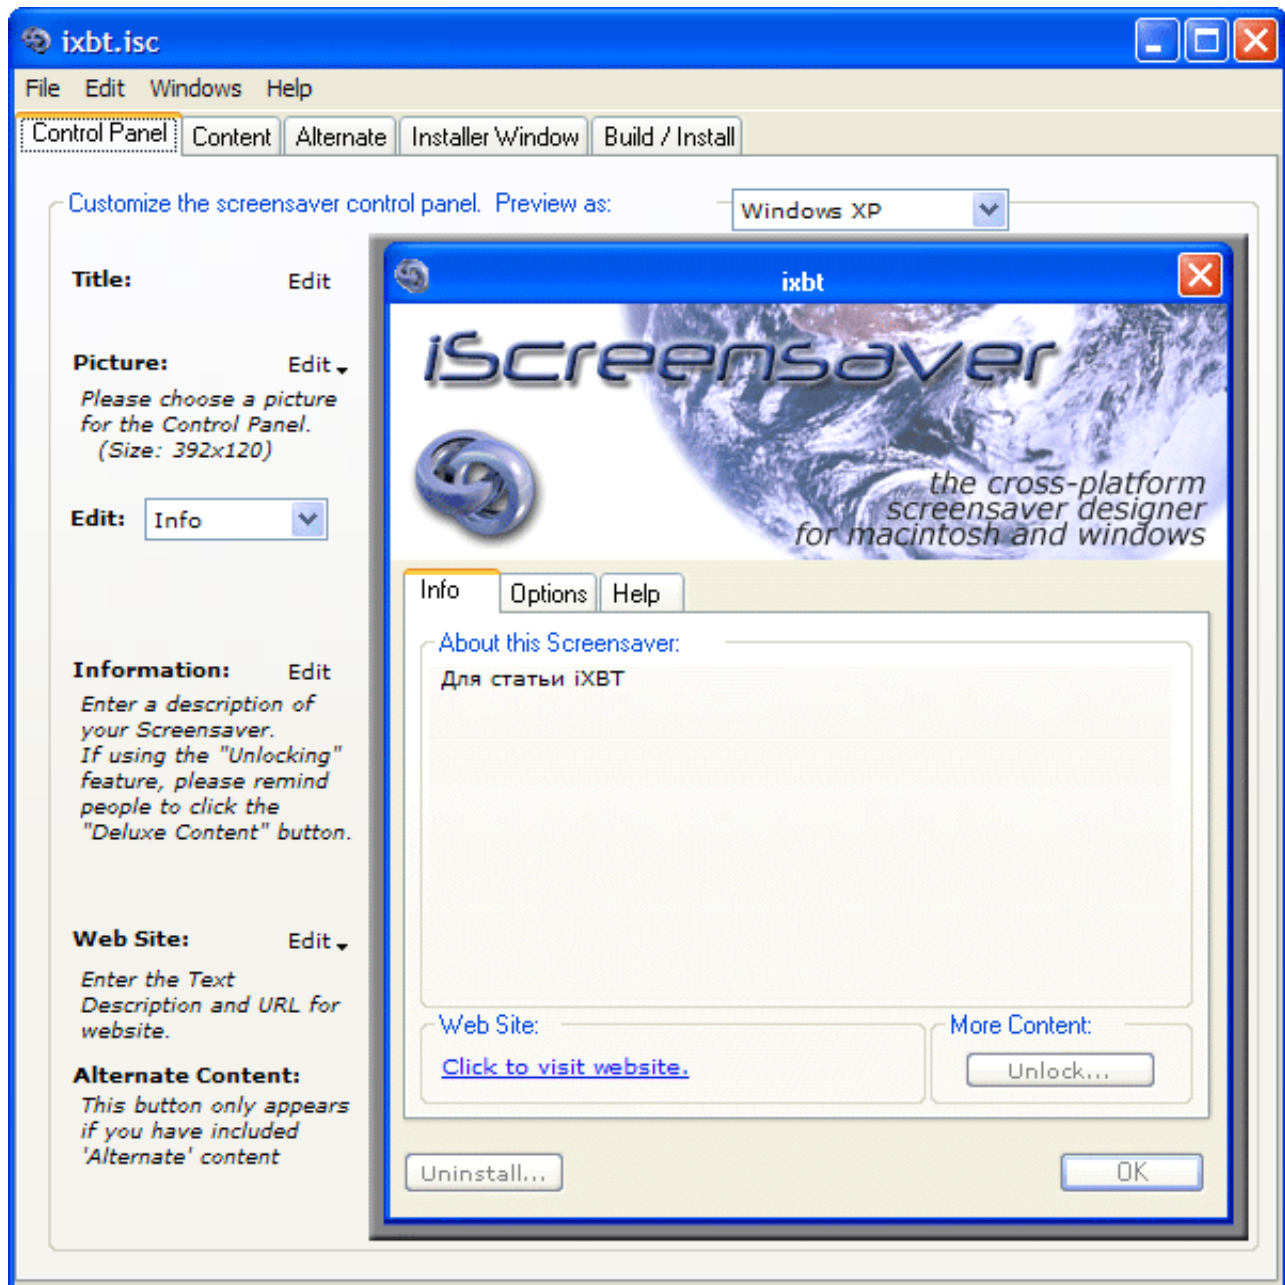 ixbt.isc
File Edit Windows Help
Control Panel Content Alternate Installer Window Build / Install
Customize the screensaver control panel. Preview as: Windows XP
Title: Edit
Picture: Edit
Please choose a picture
for the Control Panel.
(Size: 392x120)
Edit: Info
Information: Edit
Enter a description of
your Screensaver.
If using the "Unlocking"
feature, please remind
people to click the
"Deluxe Content" button.
Web Site: Edit
Enter the Text
Description and URL for
website.
Alternate Content:
This button only appears
if you have included
'Alternate' content
ixbt
iScreensaver
the cross-platform
screensaver designer
for macintosh and windows
Info Options Help
About this Screensaver:
Для статьи iXBT
Web Site:
Click to visit website.
More Content:
Unlock...
Uninstall...
OK